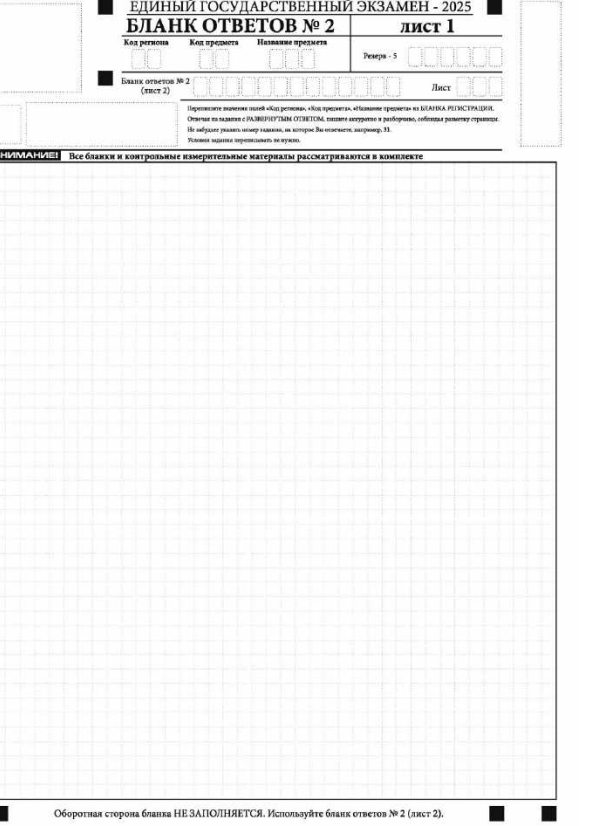 ЕДИНЫЙ ГОСУДАРСТВЕННЫЙ ЭКЗАМЕН - 2025
БЛАНК ОТВЕТОВ № 2 лист 1
Код региона Код предмета Название предмета
Резерв - 5
Бланк ответов № 2
(лист 2)
Лист
Перепишите значения полей «Код региона», «Код предмета», «Название предмета» из БЛАНКА РЕГИСТРАЦИИ.
Отвечая на задания с РАЗВЕРНУТЫМ ОТВЕТОМ, пишите аккуратно и разборчиво, соблюдая разметку страницы.
Не забудьте указать номер задания, на которое Вы отвечаете, например, 31.
Условия задания переписывать не нужно.
НИМАНИЕ! Все бланки и контрольные измерительные материалы рассматриваются в комплекте
Оборотная сторона бланка НЕ ЗАПОЛНЯЕТСЯ. Используйте бланк ответов № 2 (лист 2).